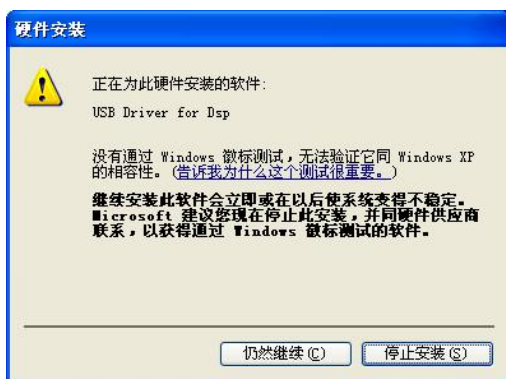 硬件安装
正在为此硬件安装的软件:
USB Driver for Dsp
没有通过 Windows 徽标测试，无法验证它同 Windows XP
的相容性。(告诉我为什么这个测试很重要。)
继续安装此软件会立即或在以后使系统变得不稳定。
Microsoft 建议您现在停止此安装，并同硬件供应商
联系，以获得通过 Windows 徽标测试的软件。
仍然继续(C) 停止安装(S)